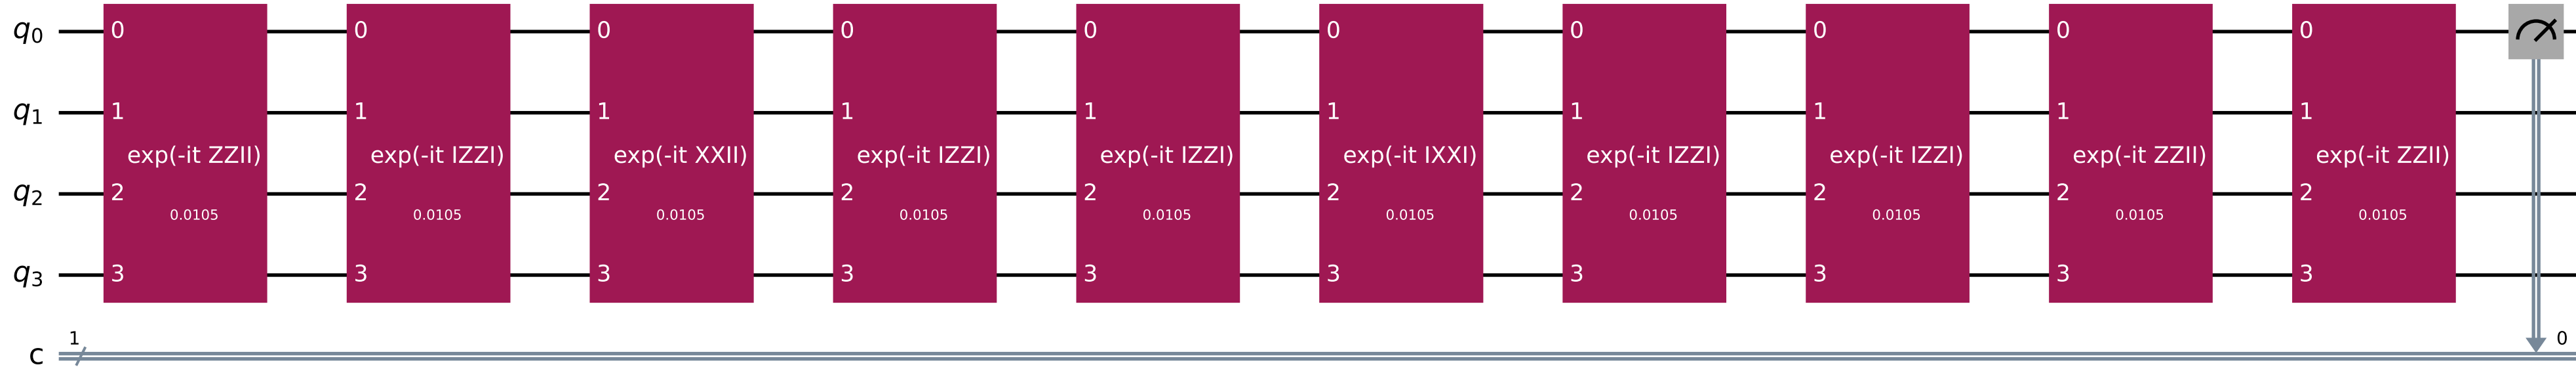 q0 0 0 0 0 0 0 0 0 0 0
q1 1 1 1 1 1 1 1 1 1 1
exp(-it ZZII) exp(-it IZZI) exp(-it XXII) exp(-it IZZI) exp(-it IZZI) exp(-it IXXI) exp(-it IZZI) exp(-it IZZI) exp(-it ZZII) exp(-it ZZII)
q2 2 2 2 2 2 2 2 2 2 2
0.0105 0.0105 0.0105 0.0105 0.0105 0.0105 0.0105 0.0105 0.0105 0.0105
q3 3 3 3 3 3 3 3 3 3 3
1 0
c